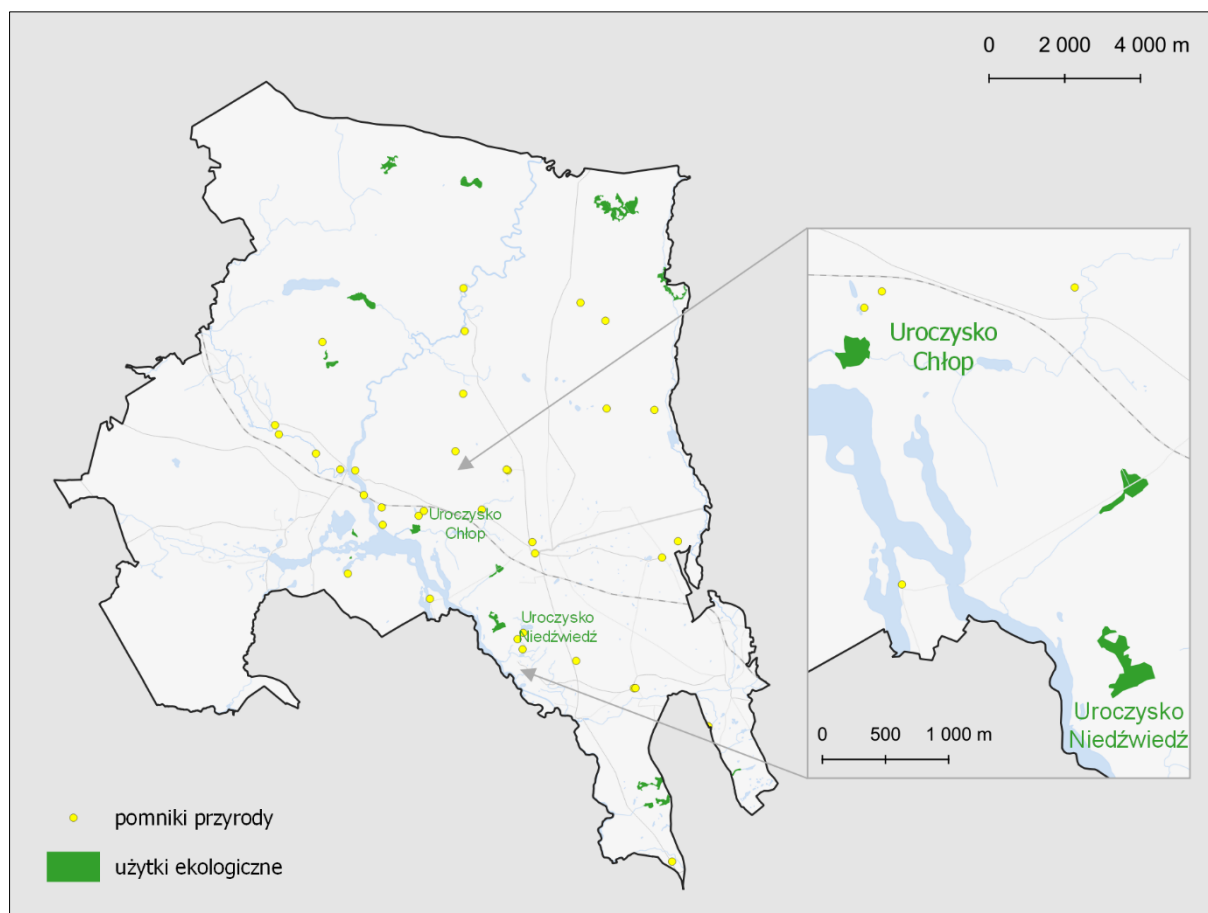 0 2 000 4 000 m
Uroczysko
Chłop
Uroczysko
Niedźwiedź
Uroczysko
Chłop
Uroczysko
Niedźwiedź
0 500 1 000 m
pomniki przyrody
użytki ekologiczne